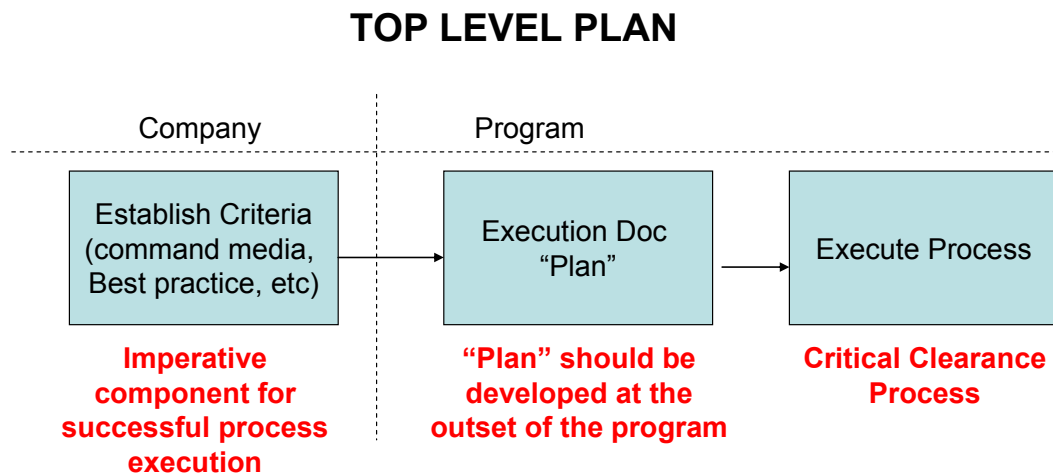 TOP LEVEL PLAN
Company
Program
Establish Criteria
(command media,
Best practice, etc)
Execution Doc
“Plan”
Execute Process
Imperative
component for
successful process
execution
“Plan” should be
developed at the
outset of the program
Critical Clearance
Process